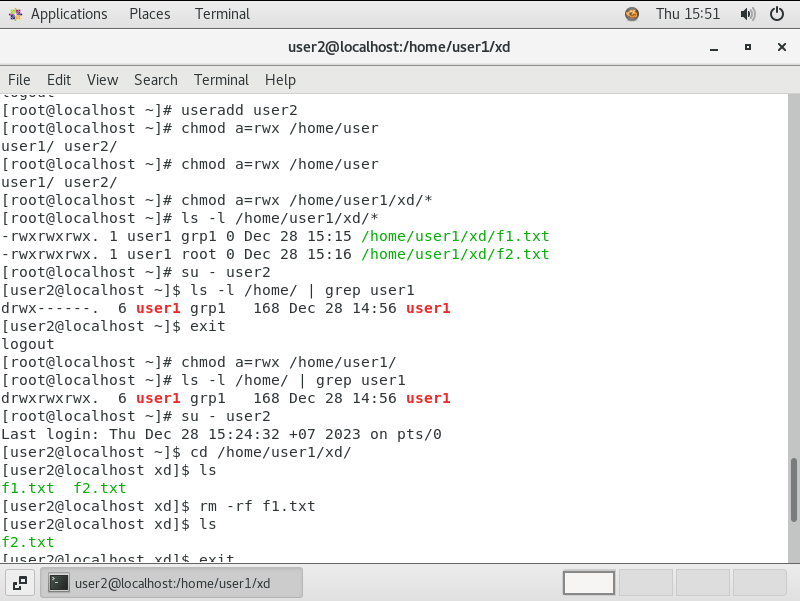 Applications Places Terminal Thu 15:51
user2@localhost:/home/user1/xd
File Edit View Search Terminal Help
logout
[root@localhost ~]# useradd user2
[root@localhost ~]# chmod a=rwx /home/user
user1/ user2/
[root@localhost ~]# chmod a=rwx /home/user
user1/ user2/
[root@localhost ~]# chmod a=rwx /home/user1/xd/*
[root@localhost ~]# ls -l /home/user1/xd/*
-rwxrwxrwx. 1 user1 grp1 0 Dec 28 15:15 /home/user1/xd/f1.txt
-rwxrwxrwx. 1 user1 root 0 Dec 28 15:16 /home/user1/xd/f2.txt
[root@localhost ~]# su - user2
[user2@localhost ~]$ ls -l /home/ | grep user1
drwx------.  6 user1 grp1   168 Dec 28 14:56 user1
[user2@localhost ~]$ exit
logout
[root@localhost ~]# chmod a=rwx /home/user1/
[root@localhost ~]# ls -l /home/ | grep user1
drwxrwxrwx.  6 user1 grp1   168 Dec 28 14:56 user1
[root@localhost ~]# su - user2
Last login: Thu Dec 28 15:24:32 +07 2023 on pts/0
[user2@localhost ~]$ cd /home/user1/xd/
[user2@localhost xd]$ ls
f1.txt  f2.txt
[user2@localhost xd]$ rm -rf f1.txt
[user2@localhost xd]$ ls
f2.txt
[user2@localhost xd]$ exit
user2@localhost:/home/user1/xd